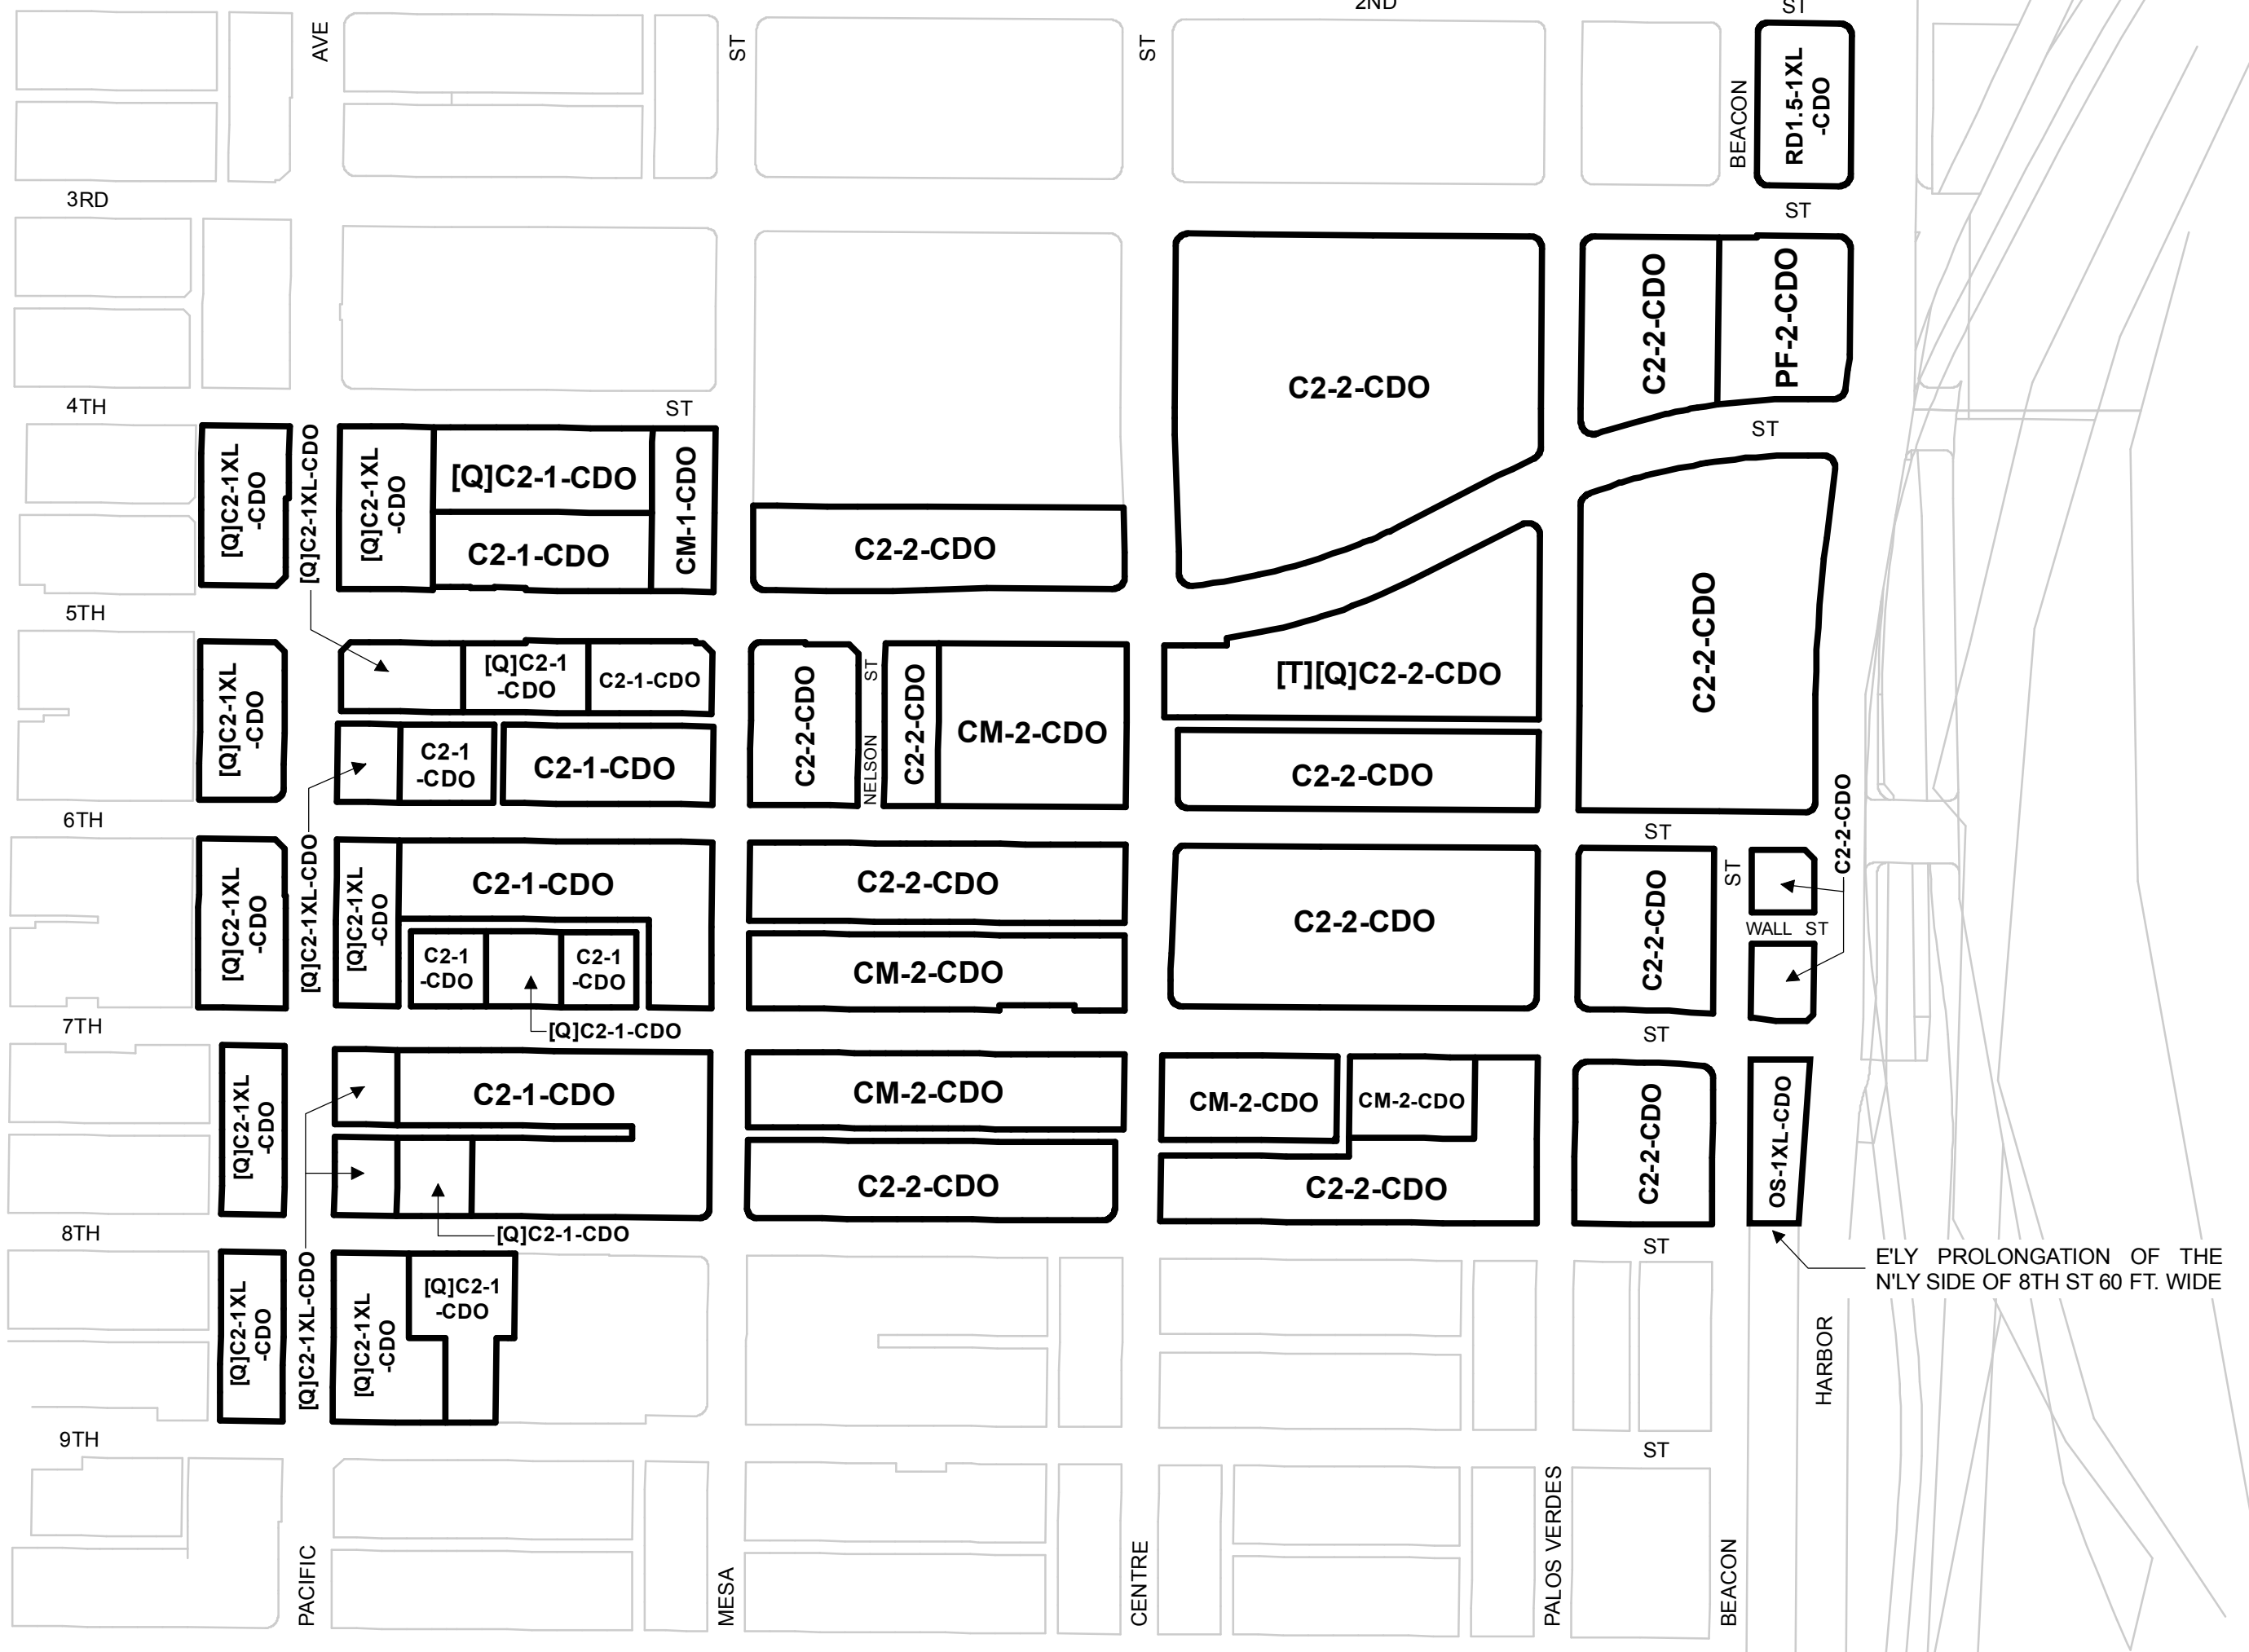 2ND
ST
AVE
ST
ST
BEACON
RD1.5-1XL
-CDO
3RD
ST
C2-2-CDO
C2-2-CDO
PF-2-CDO
4TH
ST
ST
[Q]C2-1XL
-CDO
[Q]C2-1XL-CDO
[Q]C2-1XL
-CDO
[Q]C2-1-CDO
C2-1-CDO
CM-1-CDO
C2-2-CDO
C2-2-CDO
5TH
[Q]C2-1XL
-CDO
[Q]C2-1
-CDO
C2-1-CDO
C2-1
-CDO
C2-1-CDO
C2-2-CDO
NELSON ST
C2-2-CDO
CM-2-CDO
[T][Q]C2-2-CDO
C2-2-CDO
C2-2-CDO
6TH
ST
[Q]C2-1XL
-CDO
[Q]C2-1XL-CDO
[Q]C2-1XL
-CDO
C2-1-CDO
C2-1
-CDO
C2-1
-CDO
[Q]C2-1-CDO
C2-2-CDO
CM-2-CDO
C2-2-CDO
C2-2-CDO
ST
WALL ST
7TH
ST
[Q]C2-1XL
-CDO
C2-1-CDO
[Q]C2-1-CDO
CM-2-CDO
C2-2-CDO
CM-2-CDO
CM-2-CDO
C2-2-CDO
C2-2-CDO
OS-1XL-CDO
8TH
ST
E'LY PROLONGATION OF THE
N'LY SIDE OF 8TH ST 60 FT. WIDE
[Q]C2-1XL
-CDO
[Q]C2-1XL-CDO
[Q]C2-1XL
-CDO
[Q]C2-1
-CDO
HARBOR
9TH
ST
PACIFIC
MESA
CENTRE
PALOS VERDES
BEACON